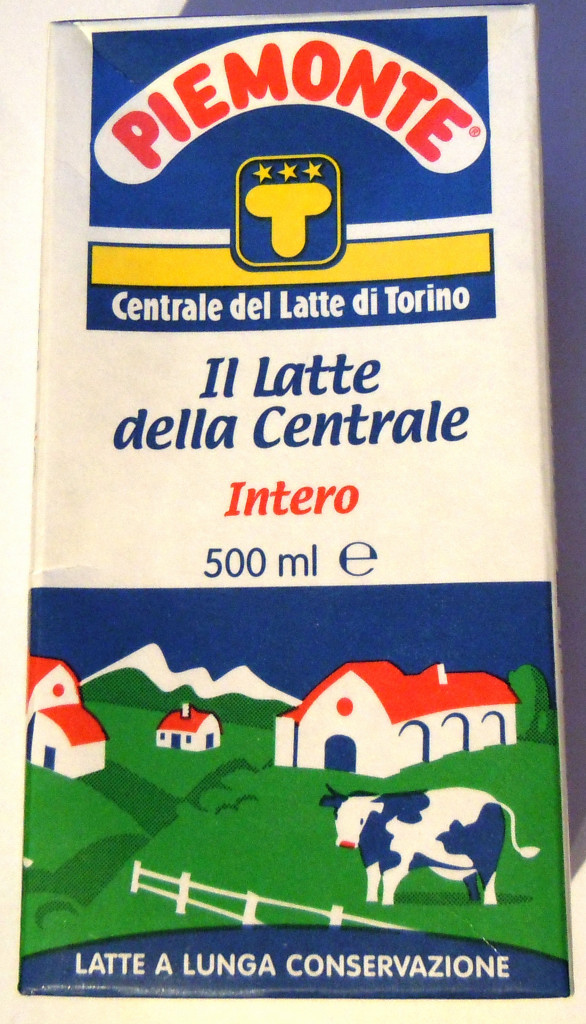 PIEMONTE®
T
Centrale del Latte di Torino
Il Latte
della Centrale
Intero
500 ml ℮
LATTE A LUNGA CONSERVAZIONE